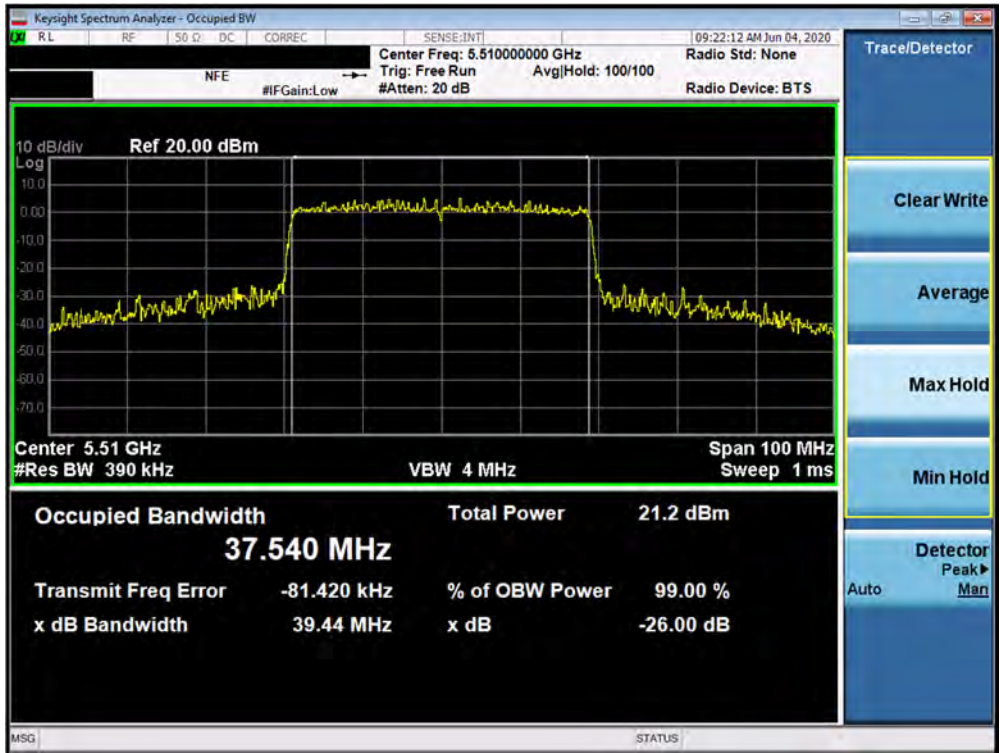 Keysight Spectrum Analyzer - Occupied BW
LXI RL RF 50 Ω DC CORREC SENSE:INT 09:22:12 AM Jun 04, 2020
Center Freq: 5.510000000 GHz Radio Std: None
NFE Trig: Free Run Avg|Hold: 100/100
#IFGain:Low #Atten: 20 dB Radio Device: BTS
10 dB/div Ref 20.00 dBm
Log
10.0
0.00
-10.0
-20.0
-30.0
-40.0
-50.0
-60.0
-70.0
Center 5.51 GHz Span 100 MHz
#Res BW 390 kHz VBW 4 MHz Sweep 1 ms
Occupied Bandwidth Total Power 21.2 dBm
37.540 MHz
Transmit Freq Error -81.420 kHz % of OBW Power 99.00 %
x dB Bandwidth 39.44 MHz x dB -26.00 dB
MSG STATUS
Trace/Detector
Clear Write
Average
Max Hold
Min Hold
Detector
Peak▶
Auto Man